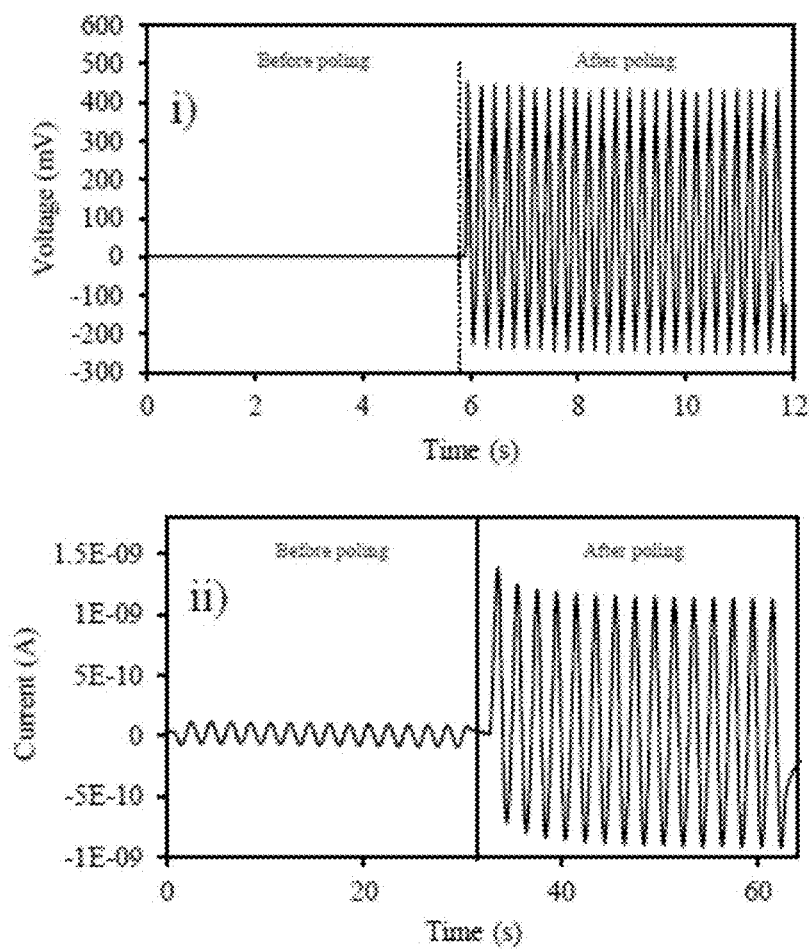 600
500
400
300
200
100
0
-100
-200
-300
Voltage (mV)
Before poling
After poling
i)
0 2 4 6 8 10 12
Time (s)
1.5E-09
1E-09
5E-10
0
-5E-10
-1E-09
Current (A)
Before poling
After poling
ii)
0 20 40 60
Time (s)